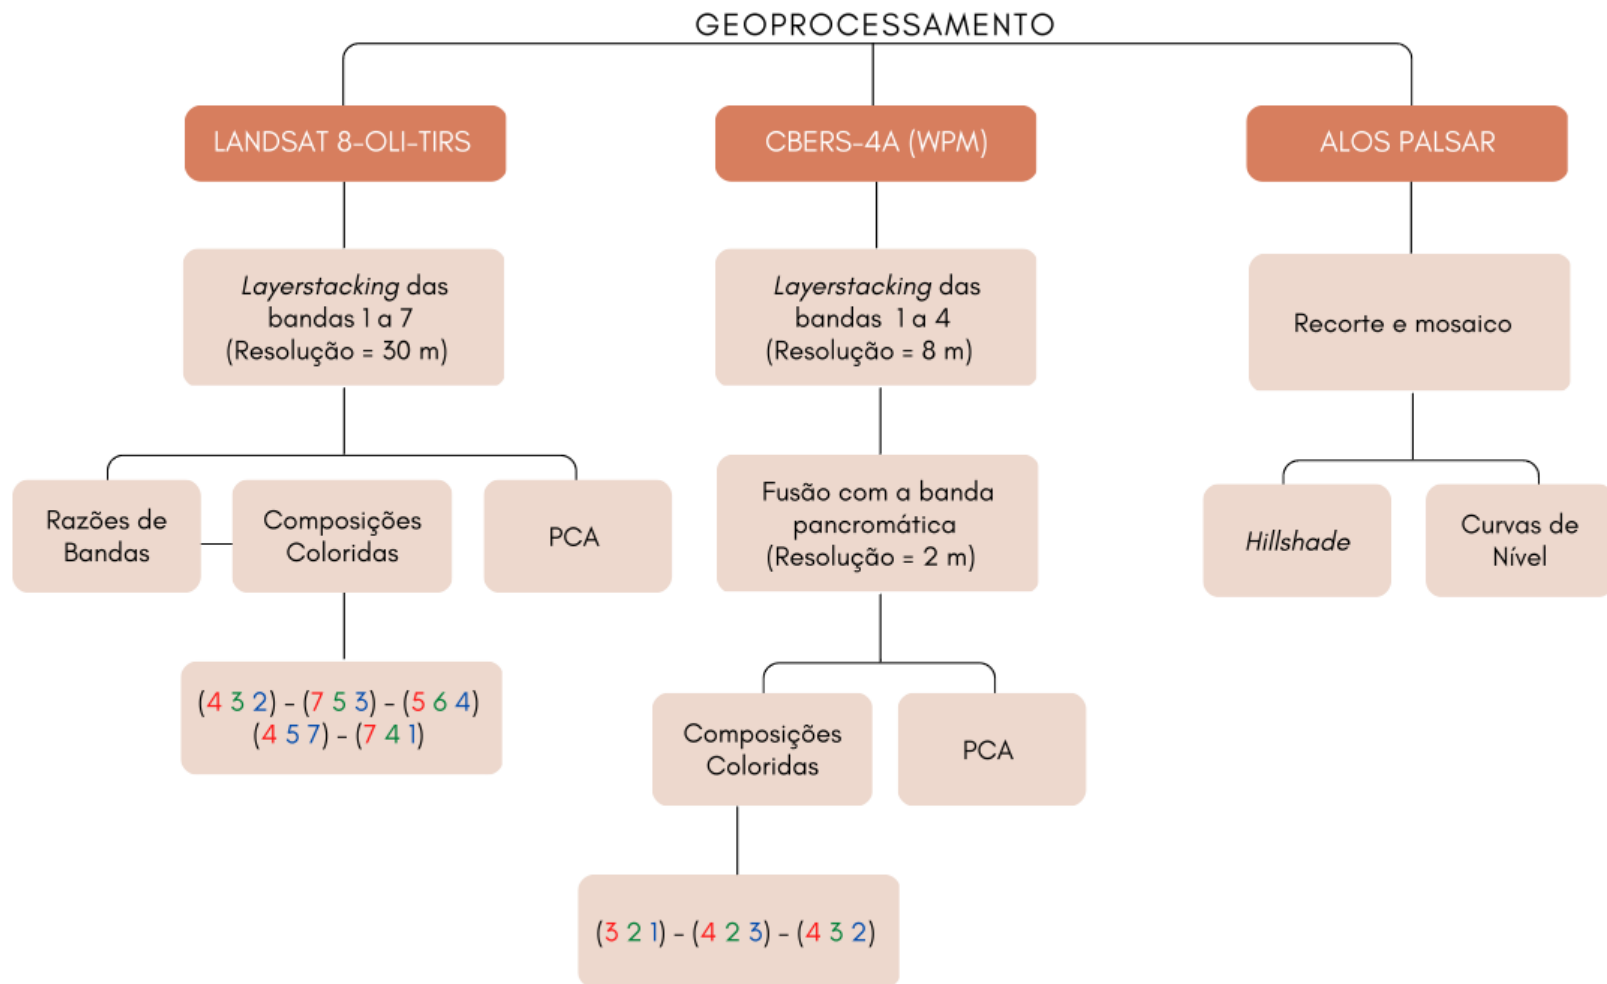 GEOPROCESSAMENTO
LANDSAT 8-OLI-TIRS
CBERS-4A (WPM)
ALOS PALSAR
Layerstacking das
bandas 1 a 7
(Resolução = 30 m)
Layerstacking das
bandas 1 a 4
(Resolução = 8 m)
Recorte e mosaico
Razões de
Bandas
Composições
Coloridas
PCA
Fusão com a banda
pancromática
(Resolução = 2 m)
Hillshade
Curvas de
Nível
(4 3 2) - (7 5 3) - (5 6 4)
(4 5 7) - (7 4 1)
Composições
Coloridas
PCA
(3 2 1) - (4 2 3) - (4 3 2)